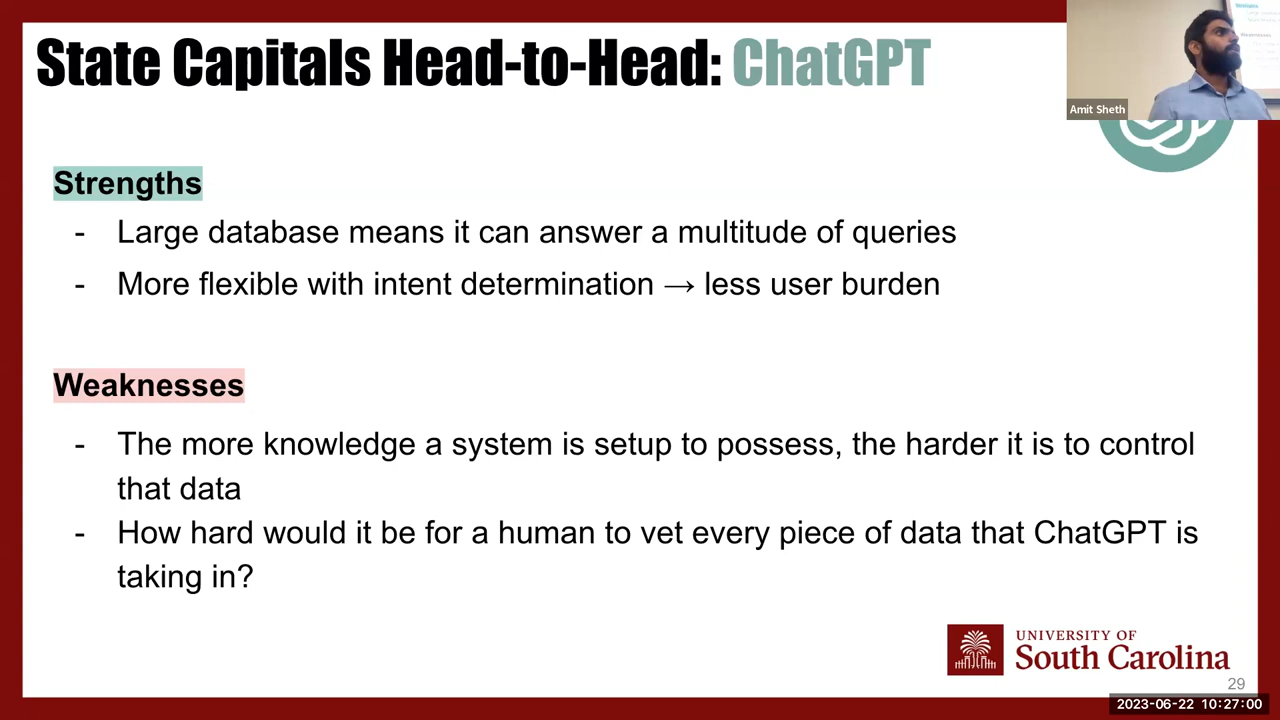 State Capitals Head-to-Head: ChatGPT
Amit Sheth
Strengths
- Large database means it can answer a multitude of queries
- More flexible with intent determination → less user burden
Weaknesses
- The more knowledge a system is setup to possess, the harder it is to control
that data
- How hard would it be for a human to vet every piece of data that ChatGPT is
taking in?
UNIVERSITY OF
South Carolina
29
2023-06-22 10:27:00